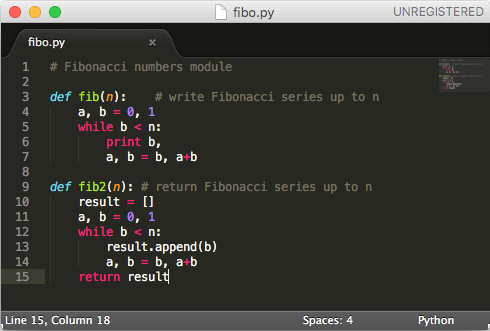 fibo.py
UNREGISTERED
fibo.py ×
1 # Fibonacci numbers module
2
3 def fib(n):    # write Fibonacci series up to n
4     a, b = 0, 1
5     while b < n:
6         print b,
7         a, b = b, a+b
8
9 def fib2(n): # return Fibonacci series up to n
10     result = []
11     a, b = 0, 1
12     while b < n:
13         result.append(b)
14         a, b = b, a+b
15     return result
Line 15, Column 18 Spaces: 4 Python